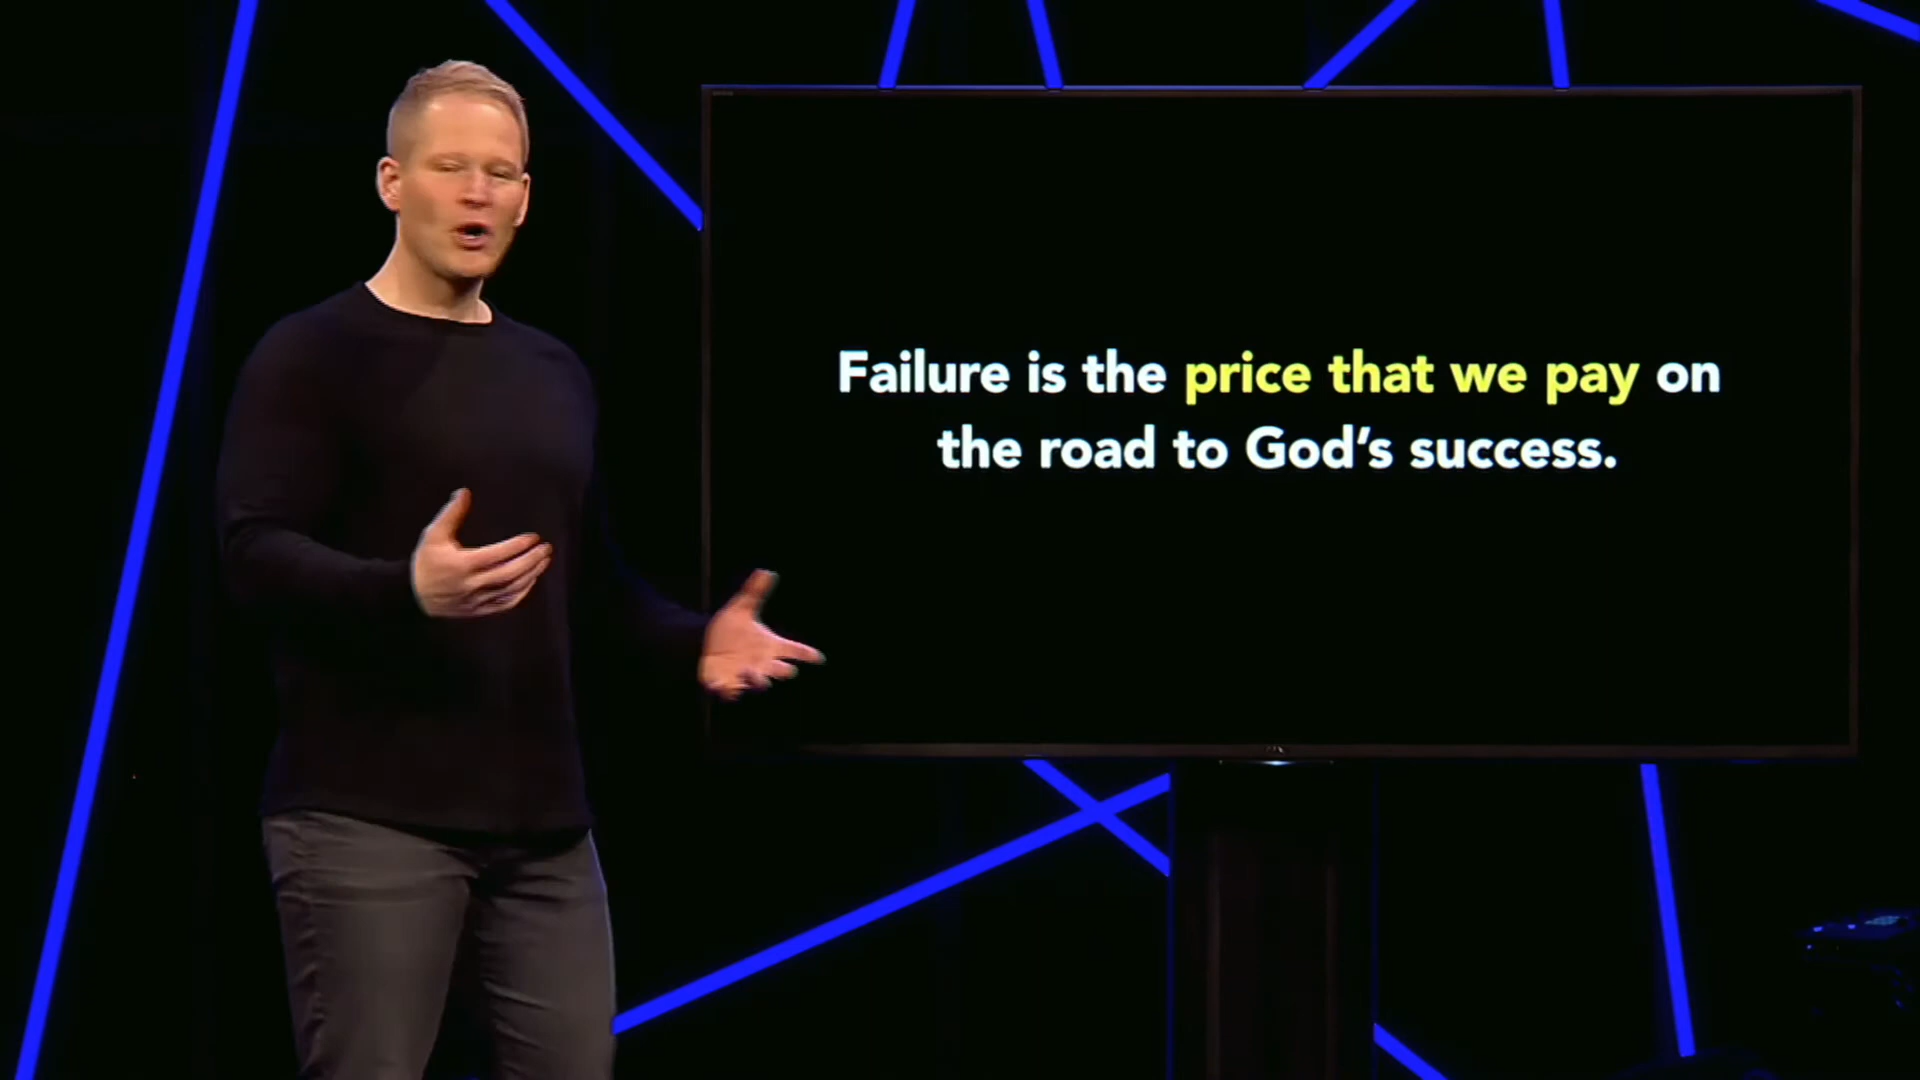 Failure is the price that we pay on
the road to God's success.